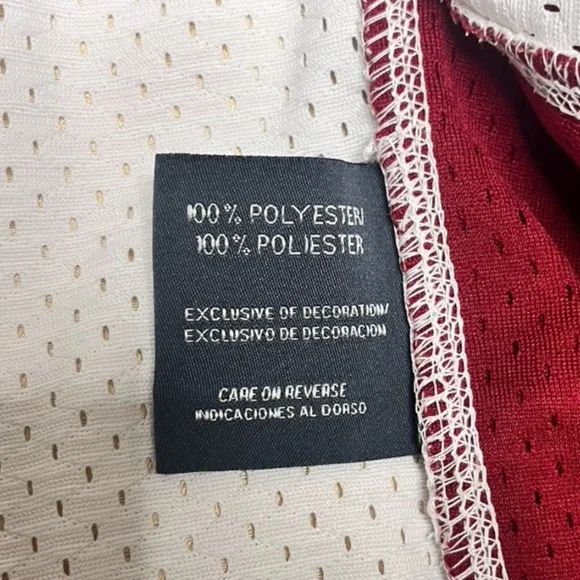 100% POLYESTER/
100% POLIESTER
EXCLUSIVE OF DECORATION/
EXCLUSIVO DE DECORACION
CARE ON REVERSE
INDICACIONES AL DORSO